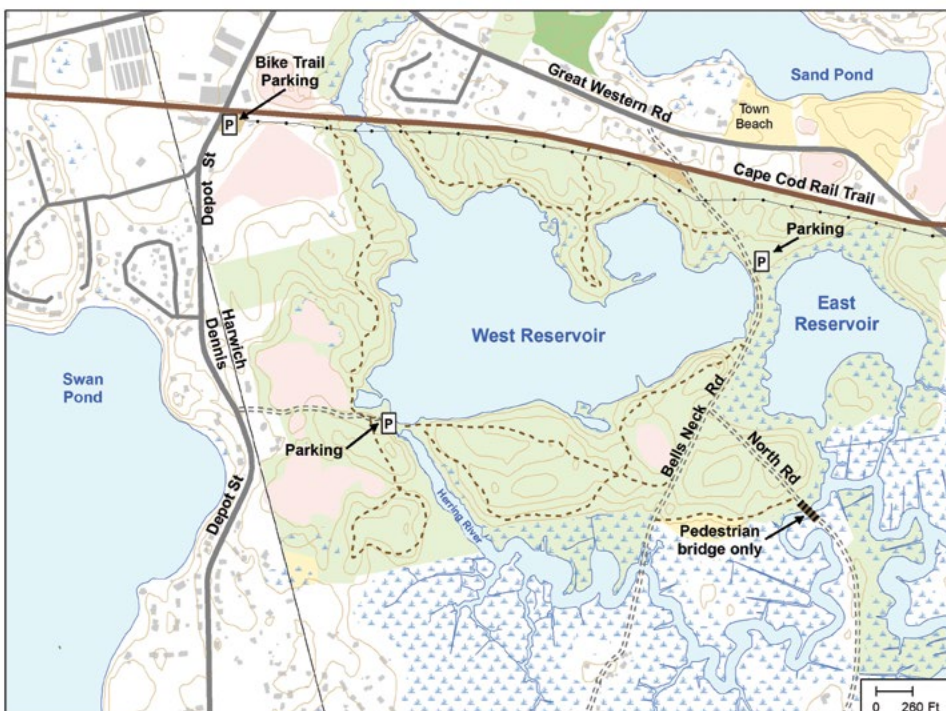 Bike Trail
Parking
P
Great Western Rd
Sand Pond
Town
Beach
Depot St
Cape Cod Rail Trail
Parking
P
East
Reservoir
West Reservoir
Harwich
Dennis
Swan
Pond
Bells Neck Rd
P
Parking
North Rd
Depot St
Herring River
Pedestrian
bridge only
0 260 Ft